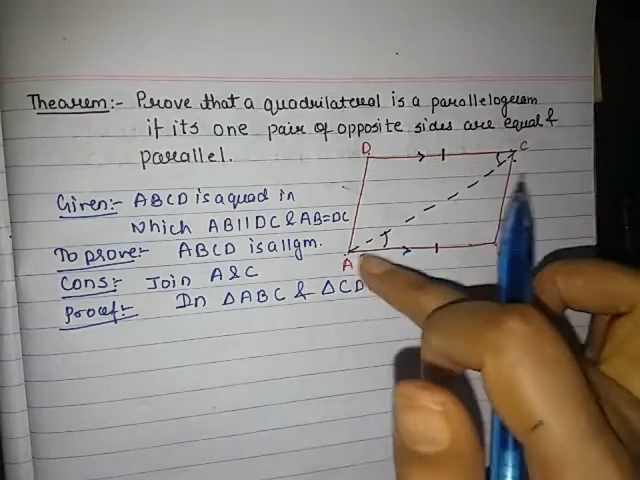 Theorem:- Prove that a quadrilateral is a parallelogram
if its one pair of opposite sides are equal &
parallel.
D
C
Given:- ABCD is a quad in
which AB||DC & AB=DC
To prove:- ABCD is a ||gm.
A
Cons:- Join A & C
Proof:- In △ABC & △CD